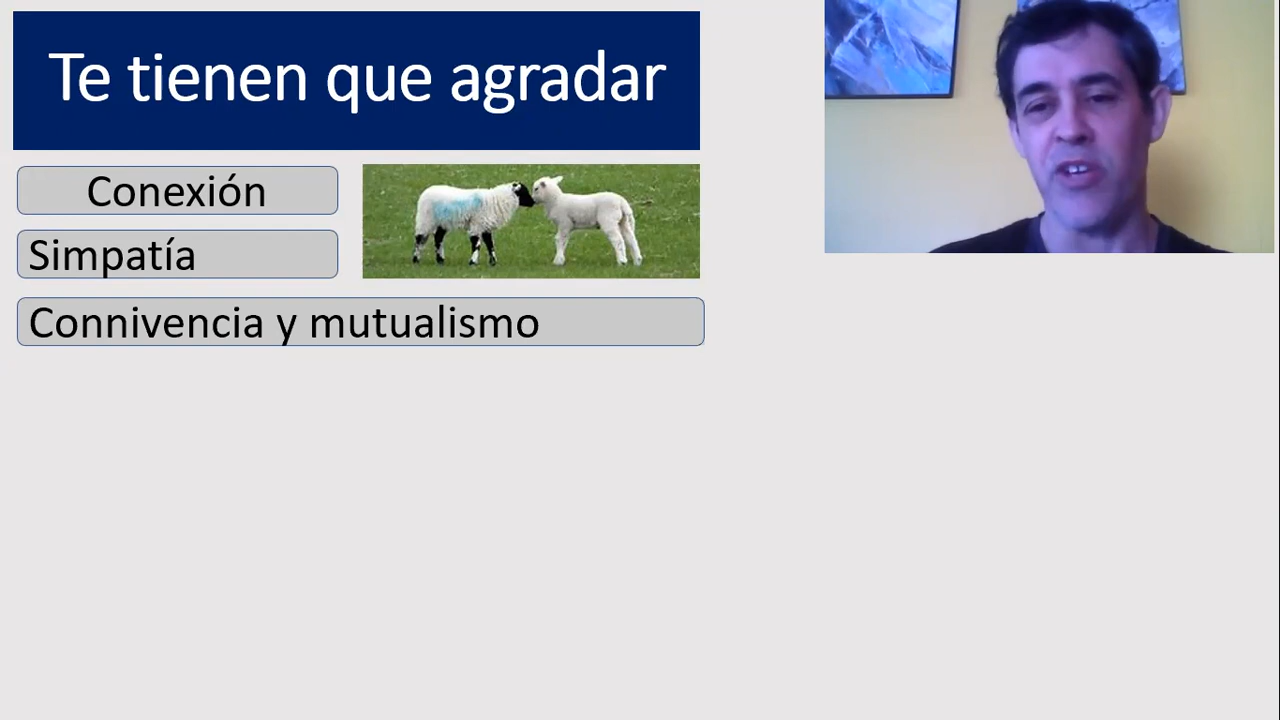 Te tienen que agradar
Conexión
Simpatía
Connivencia y mutualismo